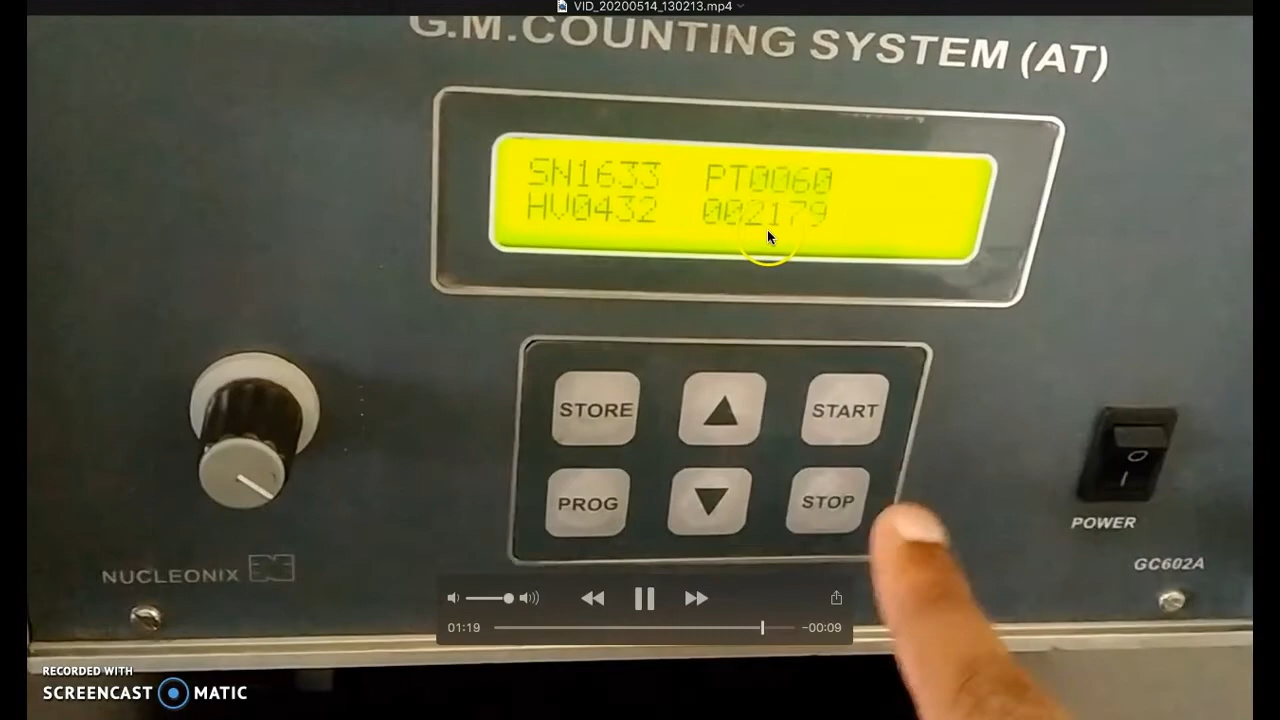 VID_20200514_130213.mp4
G.M.COUNTING SYSTEM (AT)
SN1633 PT0060
HV0432 002179
STORE ▲ START
PROG ▼ STOP
POWER
NUCLEONIX
GC602A
01:19 −00:09
RECORDED WITH
SCREENCAST MATIC